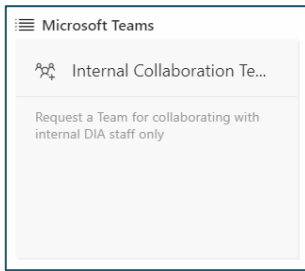 Microsoft Teams
Internal Collaboration Te...
Request a Team for collaborating with
internal DIA staff only